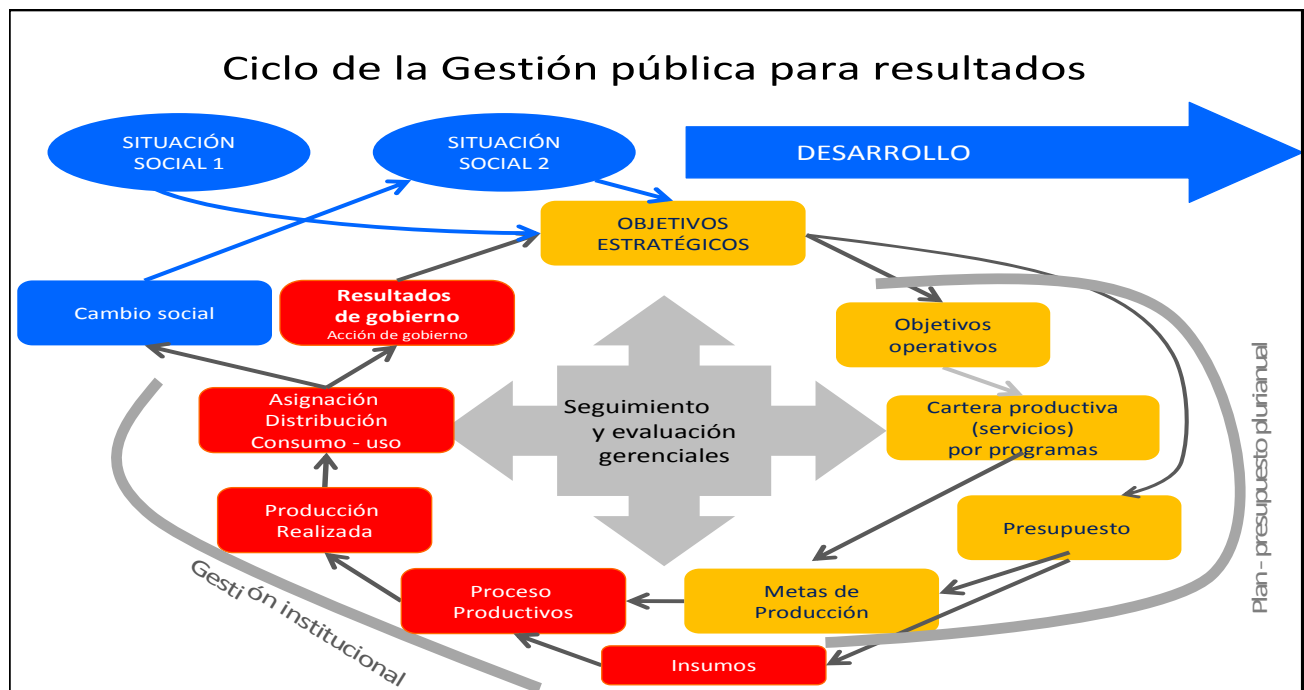 Ciclo de la Gestión pública para resultados
SITUACIÓN
SOCIAL 1
SITUACIÓN
SOCIAL 2
DESARROLLO
OBJETIVOS
ESTRATÉGICOS
Cambio social
Resultados
de gobierno
Acción de gobierno
Objetivos
operativos
Asignación
Distribución
Consumo - uso
Seguimiento
y evaluación
gerenciales
Cartera productiva
(servicios)
por programas
Producción
Realizada
Presupuesto
Proceso
Productivos
Metas de
Producción
Insumos
Gestión institucional
Plan - presupuesto plurianual